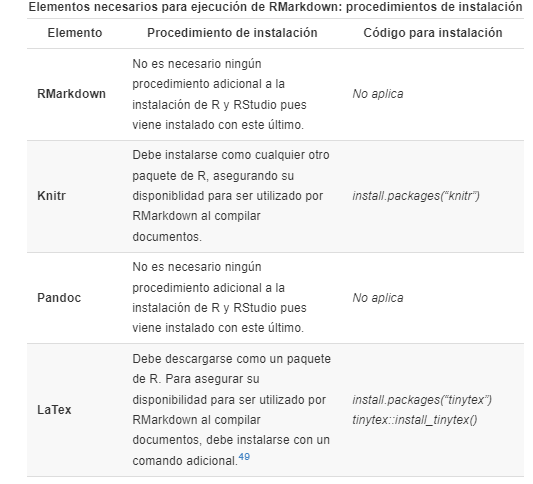 Elementos necesarios para ejecución de RMarkdown: procedimientos de instalación
Elemento Procedimiento de instalación Código para instalación
No es necesario ningún
procedimiento adicional a la
RMarkdown instalación de R y RStudio pues No aplica
viene instalado con este último.
Debe instalarse como cualquier otro
paquete de R, asegurando su
Knitr disponiblidad para ser utilizado por install.packages(“knitr”)
RMarkdown al compilar
documentos.
No es necesario ningún
procedimiento adicional a la
Pandoc instalación de R y RStudio pues No aplica
viene instalado con este último.
Debe descargarse como un paquete
de R. Para asegurar su
disponibilidad para ser utilizado por install.packages(“tinytex”)
LaTex RMarkdown al compilar tinytex::install_tinytex()
documentos, debe instalarse con un
comando adicional.49